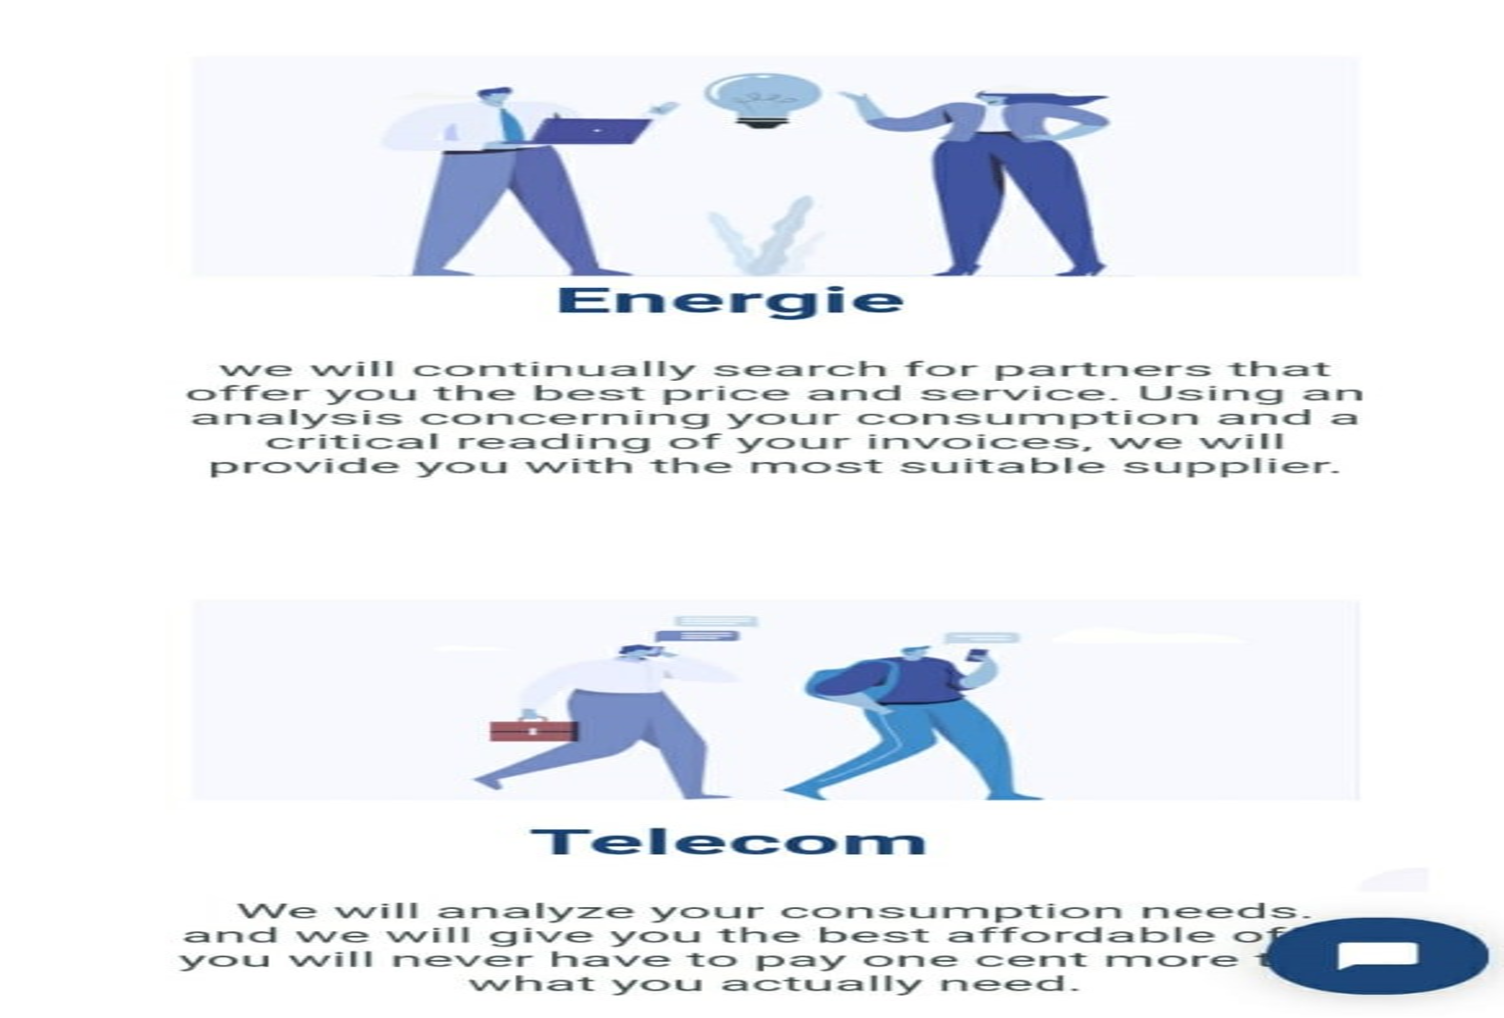 Energie
we will continually search for partners that
offer you the best price and service. Using an
analysis concerning your consumption and a
critical reading of your invoices, we will
provide you with the most suitable supplier.
Telecom
We will analyze your consumption needs.
and we will give you the best affordable
you will never have to pay one cent more
what you actually need.